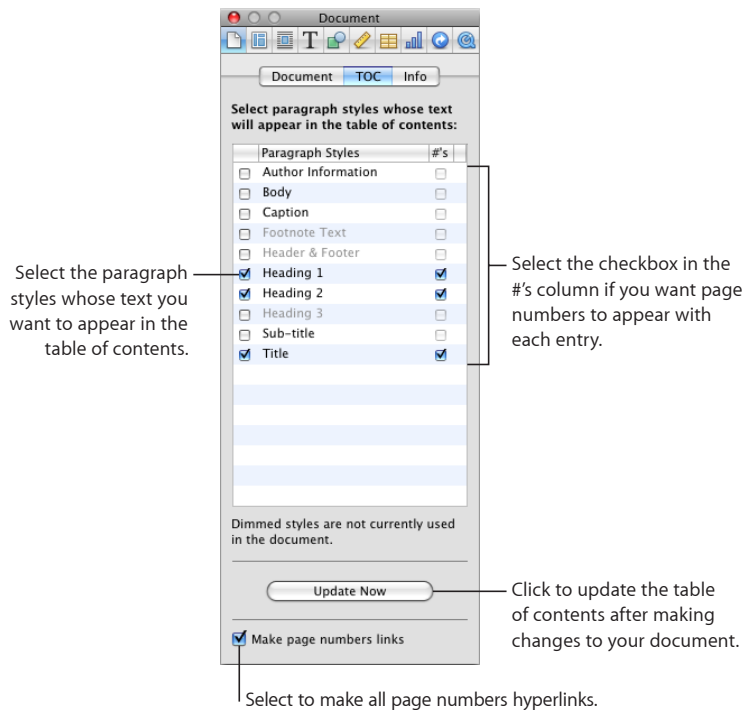 Document
T
Document TOC Info
Select paragraph styles whose text
will appear in the table of contents:
Paragraph Styles #'s
Author Information
Body
Caption
Footnote Text
Header & Footer
Heading 1
Heading 2
Heading 3
Sub-title
Title
Select the paragraph
styles whose text you
want to appear in the
table of contents.
Select the checkbox in the
#’s column if you want page
numbers to appear with
each entry.
Dimmed styles are not currently used
in the document.
Update Now
Click to update the table
of contents after making
changes to your document.
Make page numbers links
Select to make all page numbers hyperlinks.